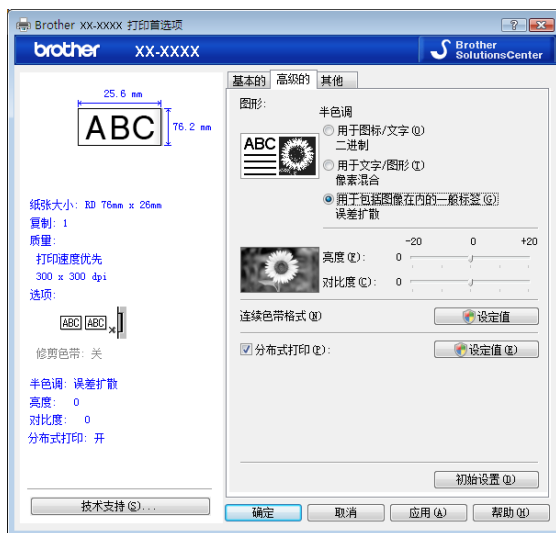 Brother XX-XXXX 打印首选项
brother XX-XXXX
Brother
SolutionsCenter
25.6 mm
ABC
76.2 mm
纸张大小: RD 76mm x 26mm
复制: 1
质量:
打印速度优先
300 x 300 dpi
选项:
ABC ABC
修剪色带: 关
半色调: 误差扩散
亮度: 0
对比度: 0
分布式打印: 开
技术支持(S)...
基本的 高级的 其他
图形:
半色调
ABC
用于图标/文字(O)
二进制
用于文字/图形(T)
像素混合
用于包括图像在内的一般标签(G)
误差扩散
-20 0 +20
亮度(R): 0
对比度(C): 0
连续色带格式(N)
设定值
分布式打印(P):
设定值(E)
初始设置(D)
确定 取消 应用(A) 帮助(H)